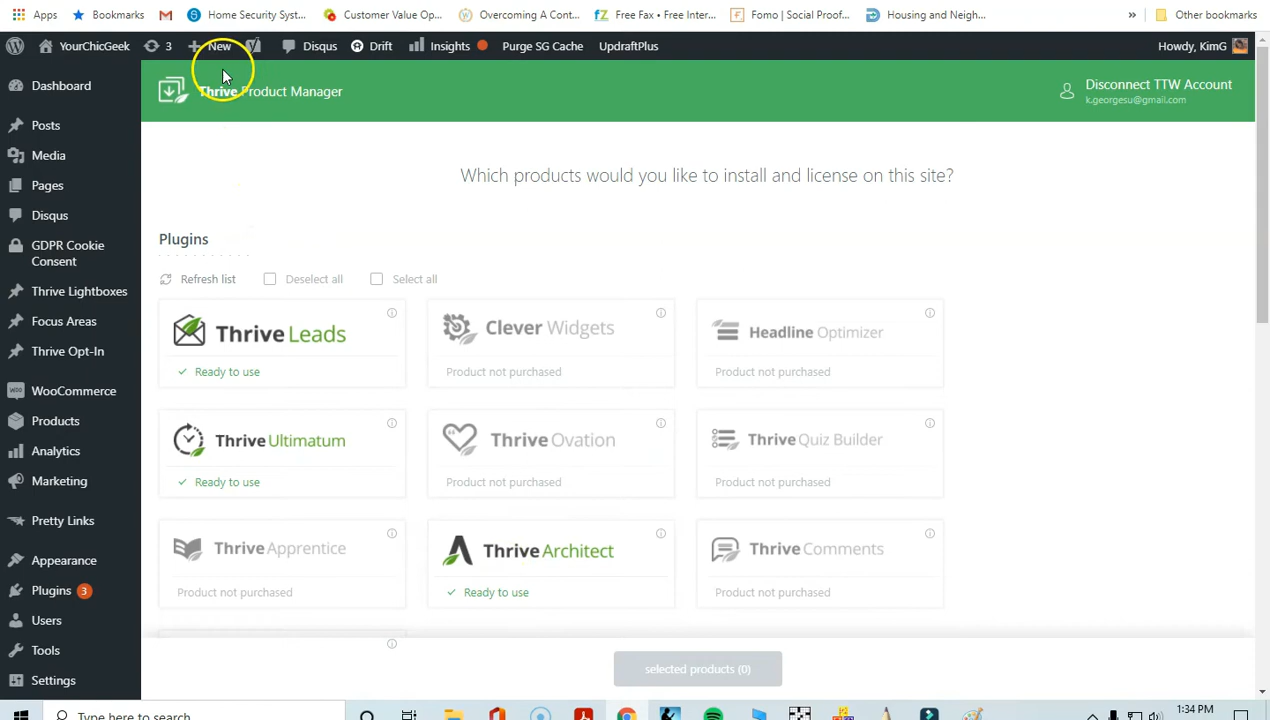 Apps Bookmarks Home Security Syst... Customer Value Op... Overcoming A Cont... Free Fax • Free Inter... Fomo | Social Proof... Housing and Neigh... » Other bookmarks
YourChicGeek 3 + New Disqus Drift Insights Purge SG Cache UpdraftPlus Howdy, KimG
Thrive Product Manager
Disconnect TTW Account
k.georgesu@gmail.com
Dashboard
Posts
Media
Pages
Disqus
GDPR Cookie
Consent
Thrive Lightboxes
Focus Areas
Thrive Opt-In
WooCommerce
Products
Analytics
Marketing
Pretty Links
Appearance
Plugins 3
Users
Tools
Settings
Which products would you like to install and license on this site?
Plugins
Refresh list Deselect all Select all
Thrive Leads
Ready to use
Clever Widgets
Product not purchased
Headline Optimizer
Product not purchased
Thrive Ultimatum
Ready to use
Thrive Ovation
Product not purchased
Thrive Quiz Builder
Product not purchased
Thrive Apprentice
Product not purchased
Thrive Architect
Ready to use
Thrive Comments
Product not purchased
selected products (0)
Type here to search
1:34 PM